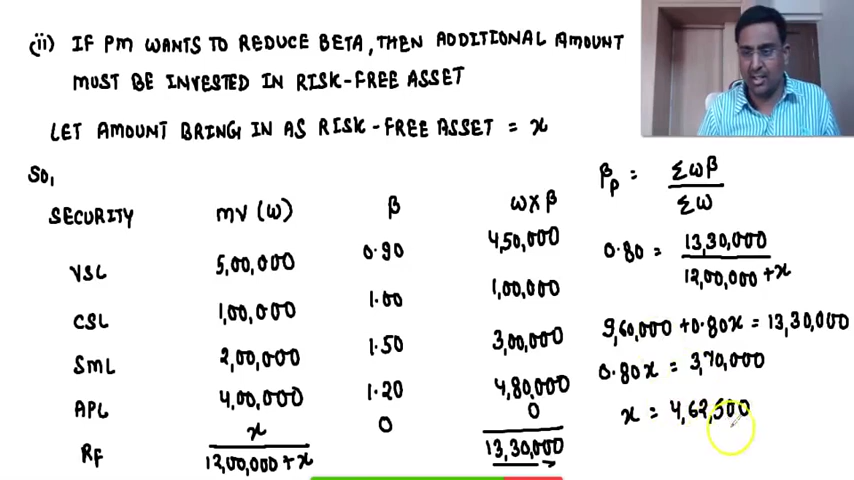 (ii) IF PM WANTS TO REDUCE BETA, THEN ADDITIONAL AMOUNT
MUST BE INVESTED IN RISK-FREE ASSET
LET AMOUNT BRING IN AS RISK-FREE ASSET = x
SO,
SECURITY MV (W) β W X β
VSL 5,00,000 0.90 4,50,000
CSL 1,00,000 1.00 1,00,000
SML 2,00,000 1.50 3,00,000
APL 4,00,000 1.20 4,80,000
RF x 0 0
12,00,000 + x 13,30,000
βp = ΣWβ / ΣW
0.80 = 13,30,000 / 12,00,000 + x
9,60,000 + 0.80x = 13,30,000
0.80x = 3,70,000
x = 4,62,500